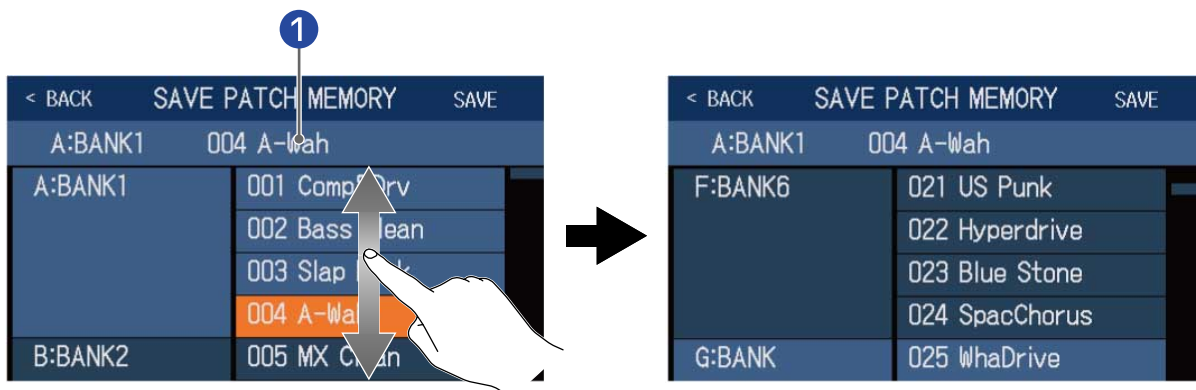 1
< BACK SAVE PATCH MEMORY SAVE
A:BANK1 004 A-Wah
A:BANK1 001
002 Bass
003 Slap
004
B:BANK2 005 MX
< BACK SAVE PATCH MEMORY SAVE
A:BANK1 004 A-Wah
F:BANK6 021 US Punk
022 Hyperdrive
023 Blue Stone
024 SpacChorus
G:BANK 025 WhaDrive